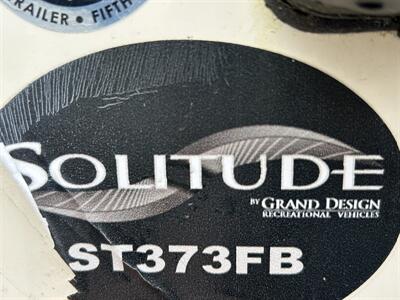 RAILER • FIFTH
SOLITUDE
BY GRAND DESIGN
RECREATIONAL VEHICLES
ST373FB